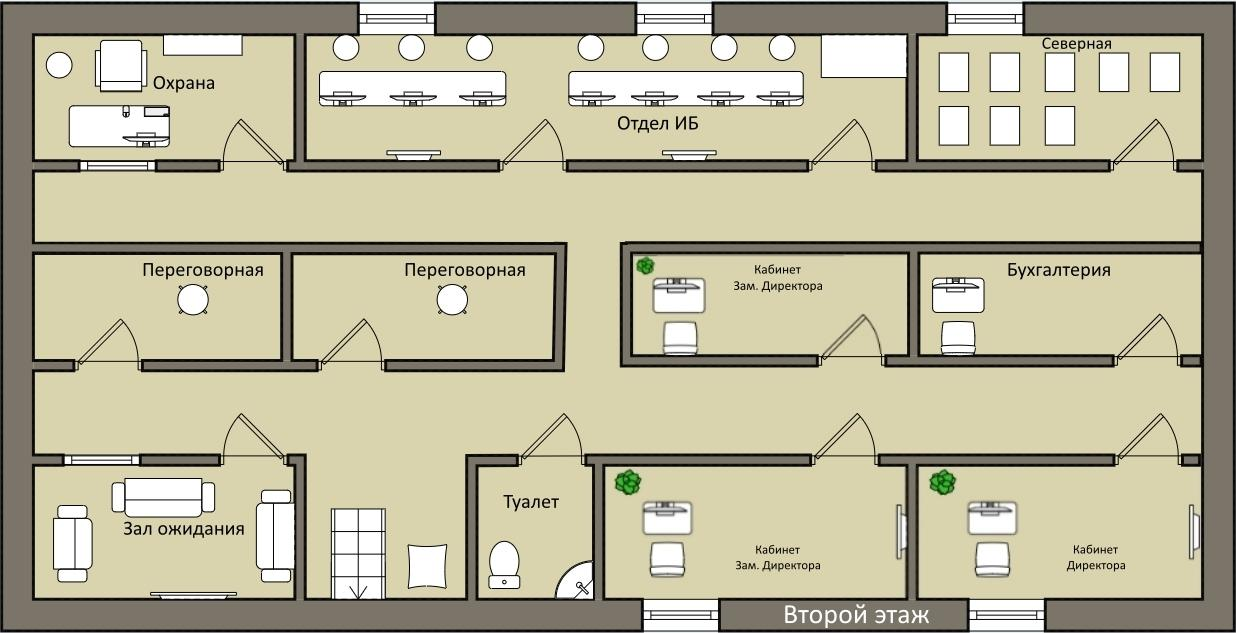 Северная
Охрана
Отдел ИБ
Переговорная
Переговорная
Кабинет
Зам. Директора
Бухгалтерия
Туалет
Зал ожидания
Кабинет
Зам. Директора
Кабинет
Директора
Второй этаж